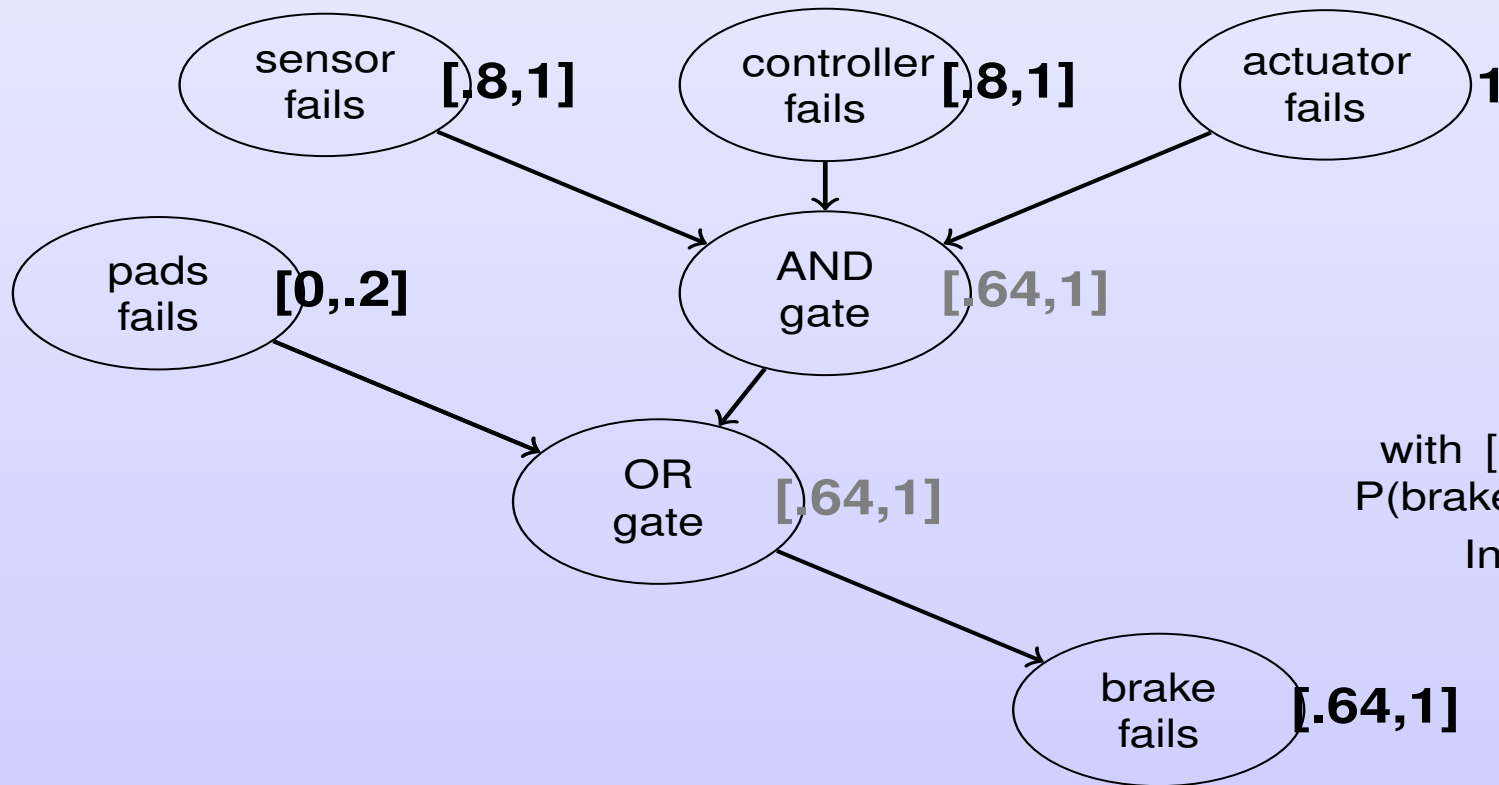 sensor
fails
[.8,1]
controller
fails
[.8,1]
actuator
fails
1
pads
fails
[0,.2]
AND
gate
[.64,1]
OR
gate
[.64,1]
with [
P(brake
In
brake
fails
[.64,1]